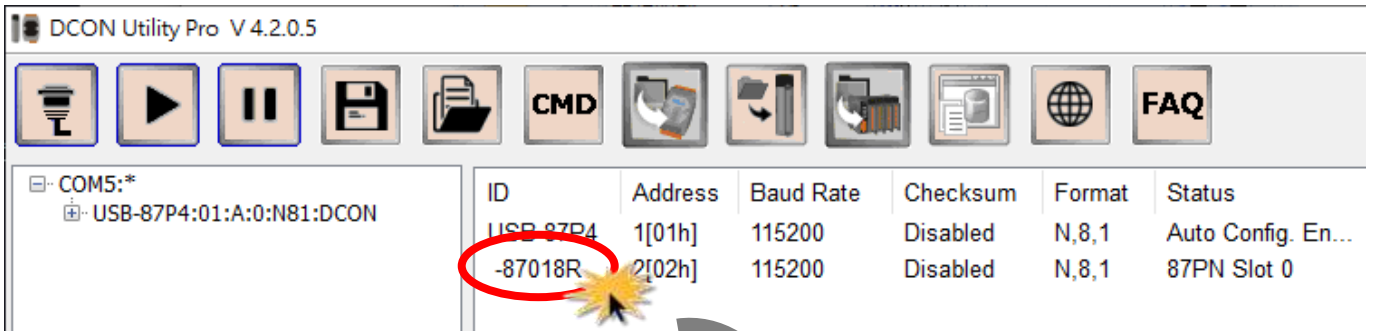 DCON Utility Pro V 4.2.0.5
CMD
FAQ
COM5:*
USB-87P4:01:A:0:N81:DCON
ID Address Baud Rate Checksum Format Status
USB-87P4 1[01h] 115200 Disabled N,8,1 Auto Config. En...
-87018R 2[02h] 115200 Disabled N,8,1 87PN Slot 0